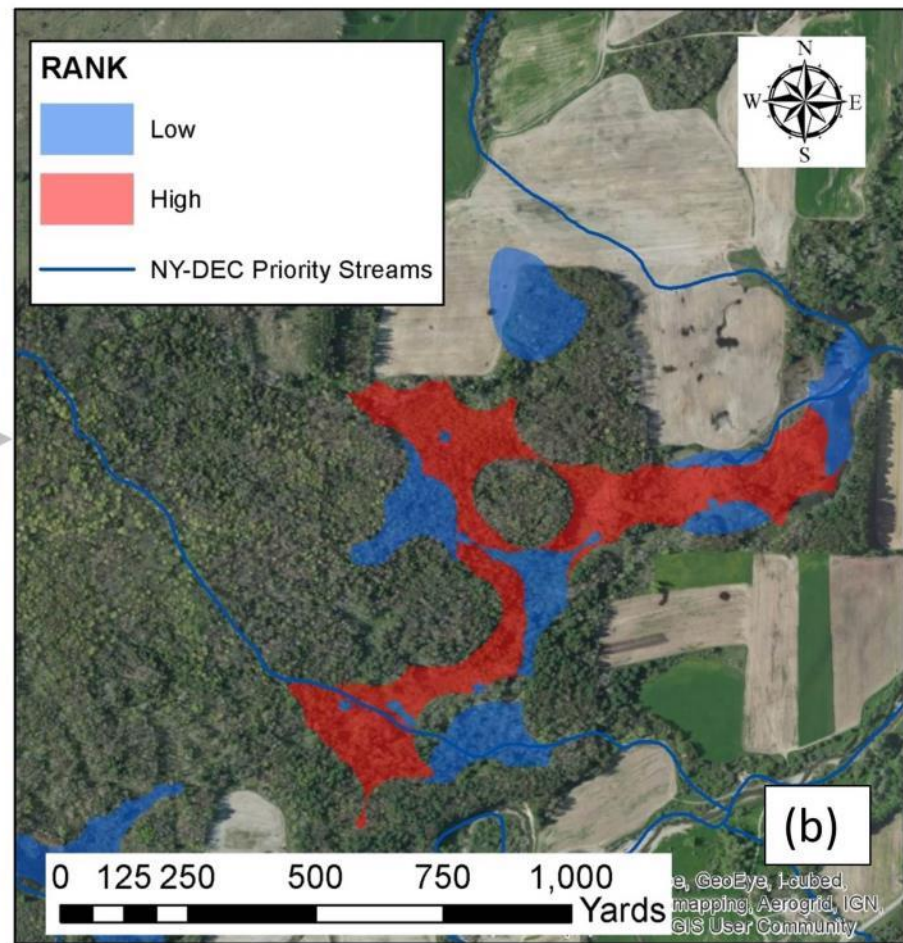 RANK
Low
High
NY-DEC Priority Streams
N
W E
S
(b)
0 125 250 500 750 1,000
Yards
GeoEye, I-cubed,
mapping, Aerogrid, IGN,
GIS User Community